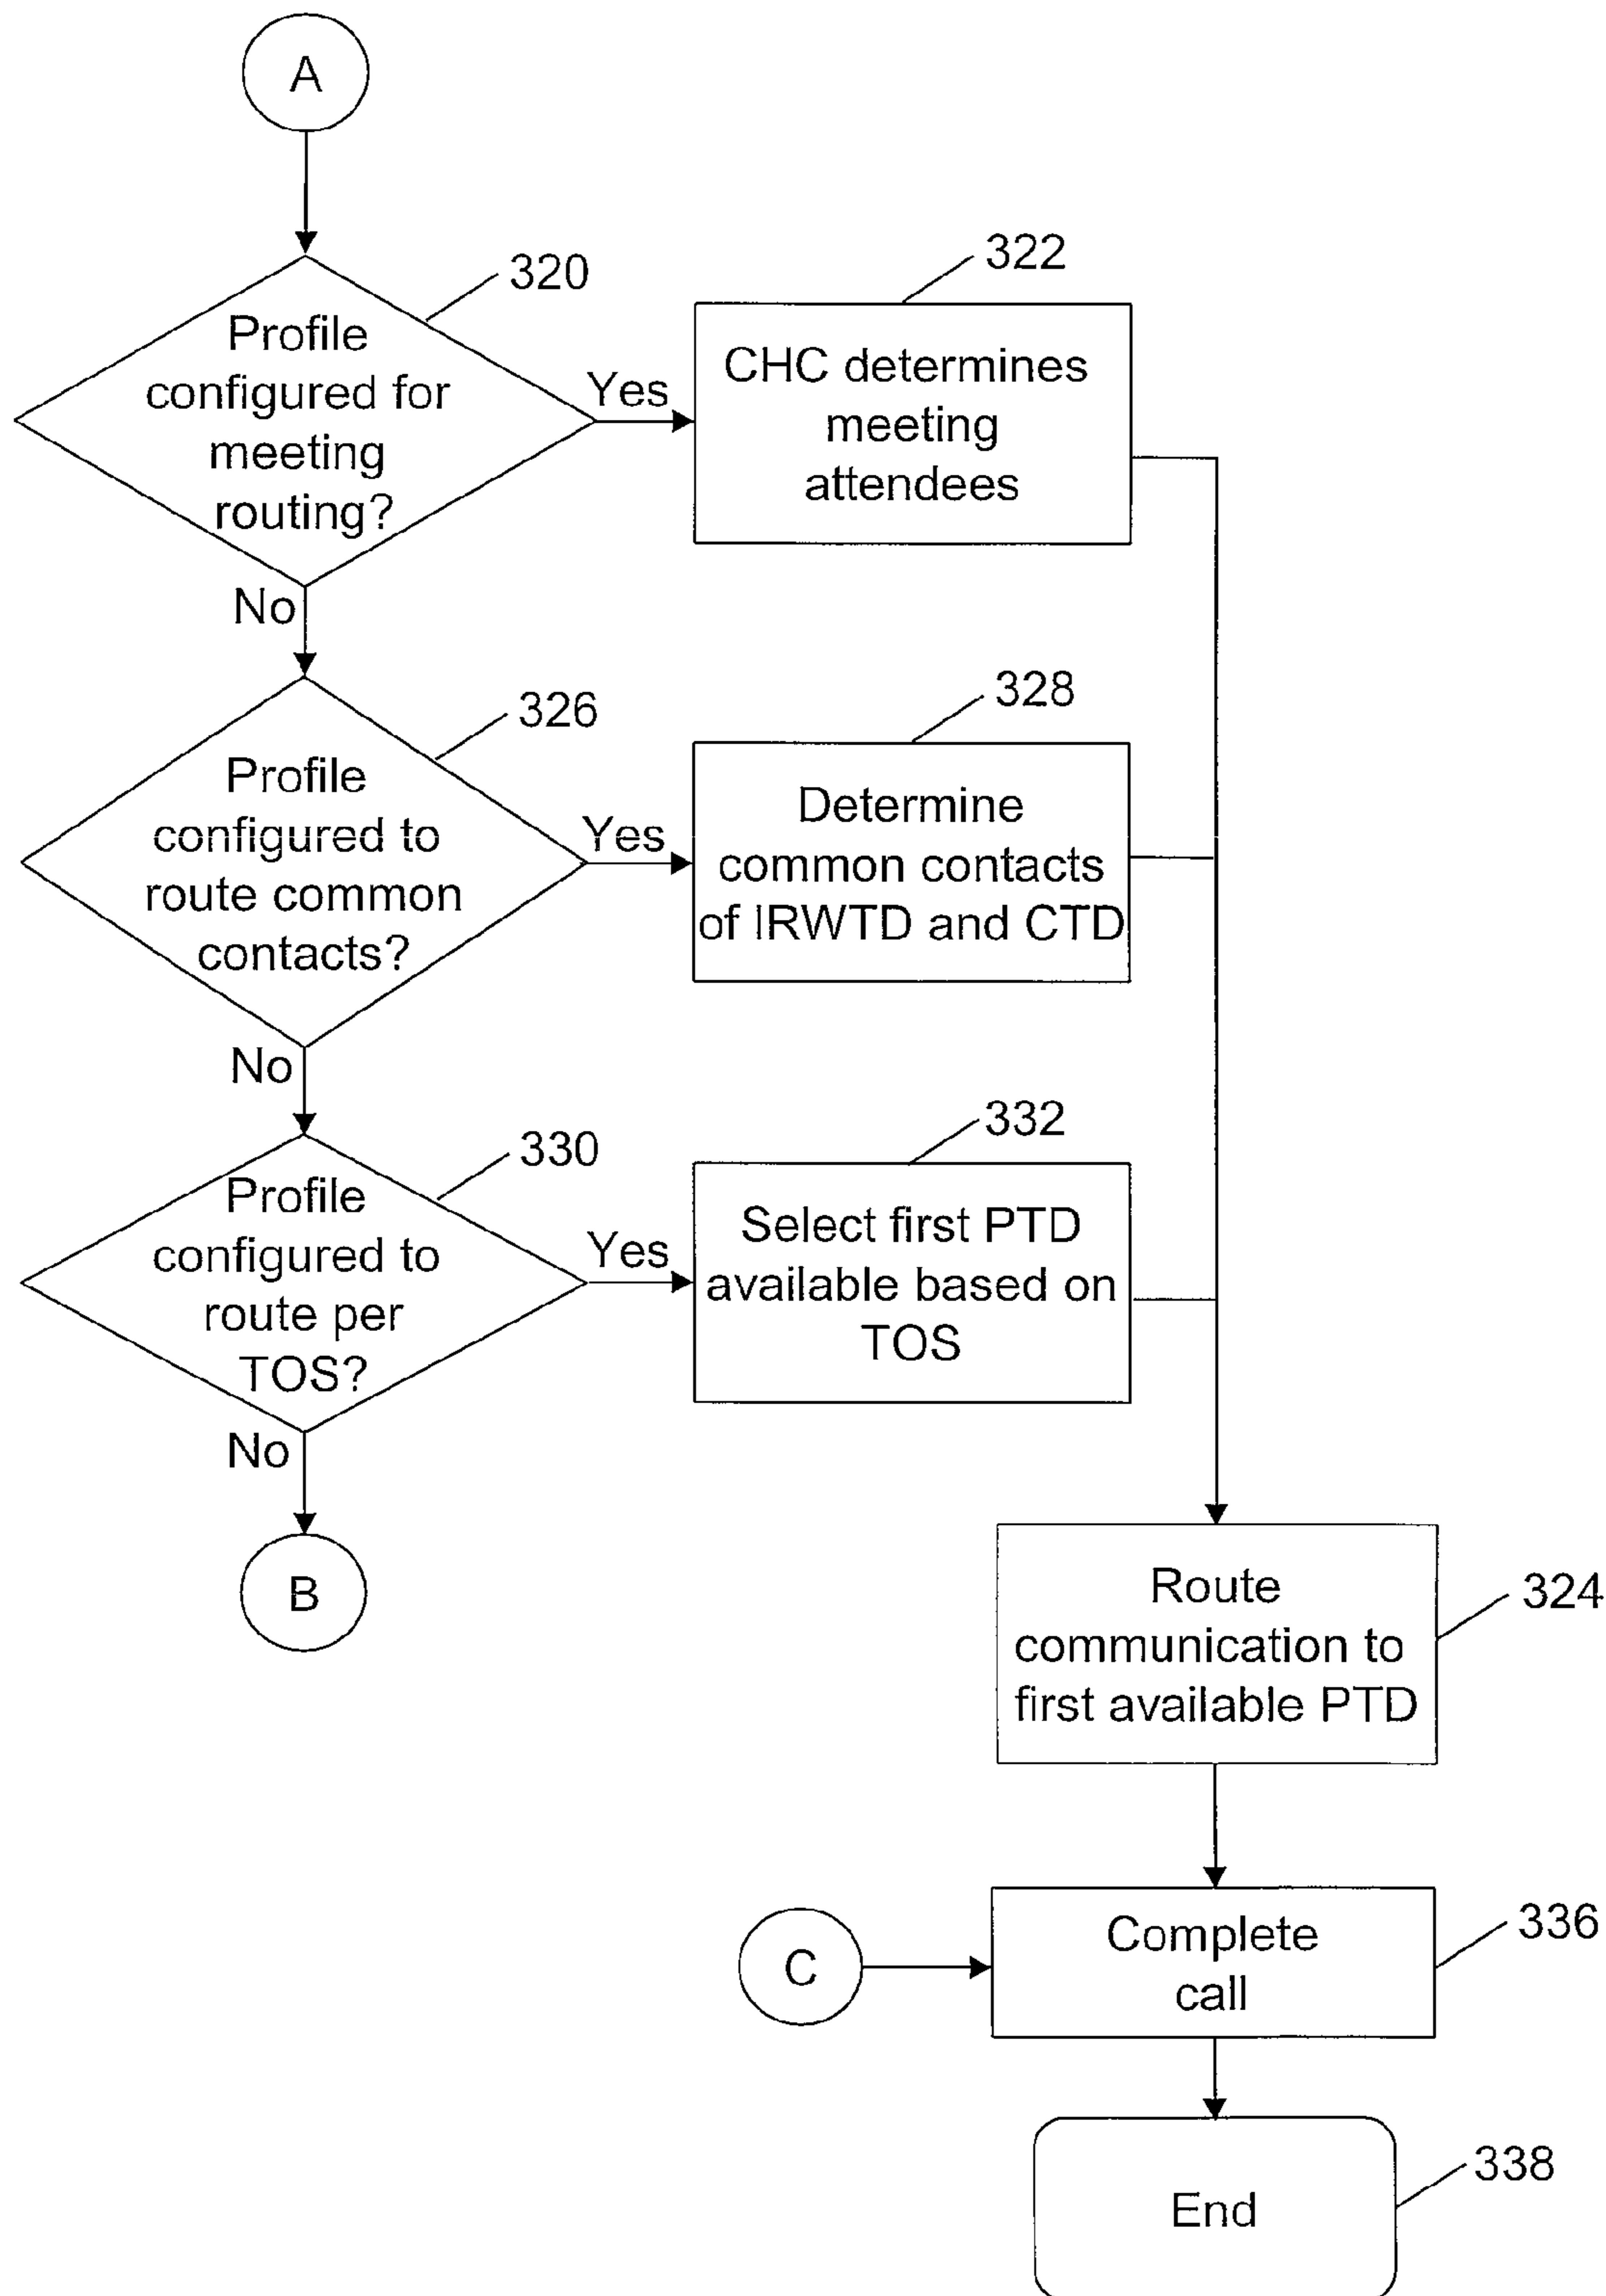 A
320
Profile
configured for
meeting
routing?
Yes
322
CHC determines
meeting
attendees
No
326
Profile
configured to
route common
contacts?
Yes
328
Determine
common contacts
of IRWTD and CTD
No
330
Profile
configured to
route per
TOS?
Yes
332
Select first PTD
available based on
TOS
No
B
Route
communication to
first available PTD
324
C
Complete
call
336
End
338